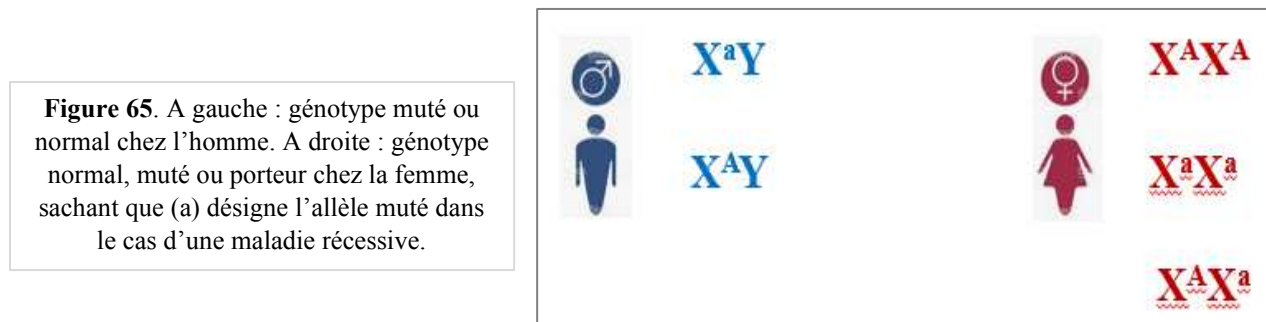 Figure 65. A gauche : génotype muté ou
normal chez l’homme. A droite : génotype
normal, muté ou porteur chez la femme,
sachant que (a) désigne l’allèle muté dans
le cas d’une maladie récessive.
XᵃY
XᴬY
XᴬXᴬ
XᵃXᵃ
XᴬXᵃ